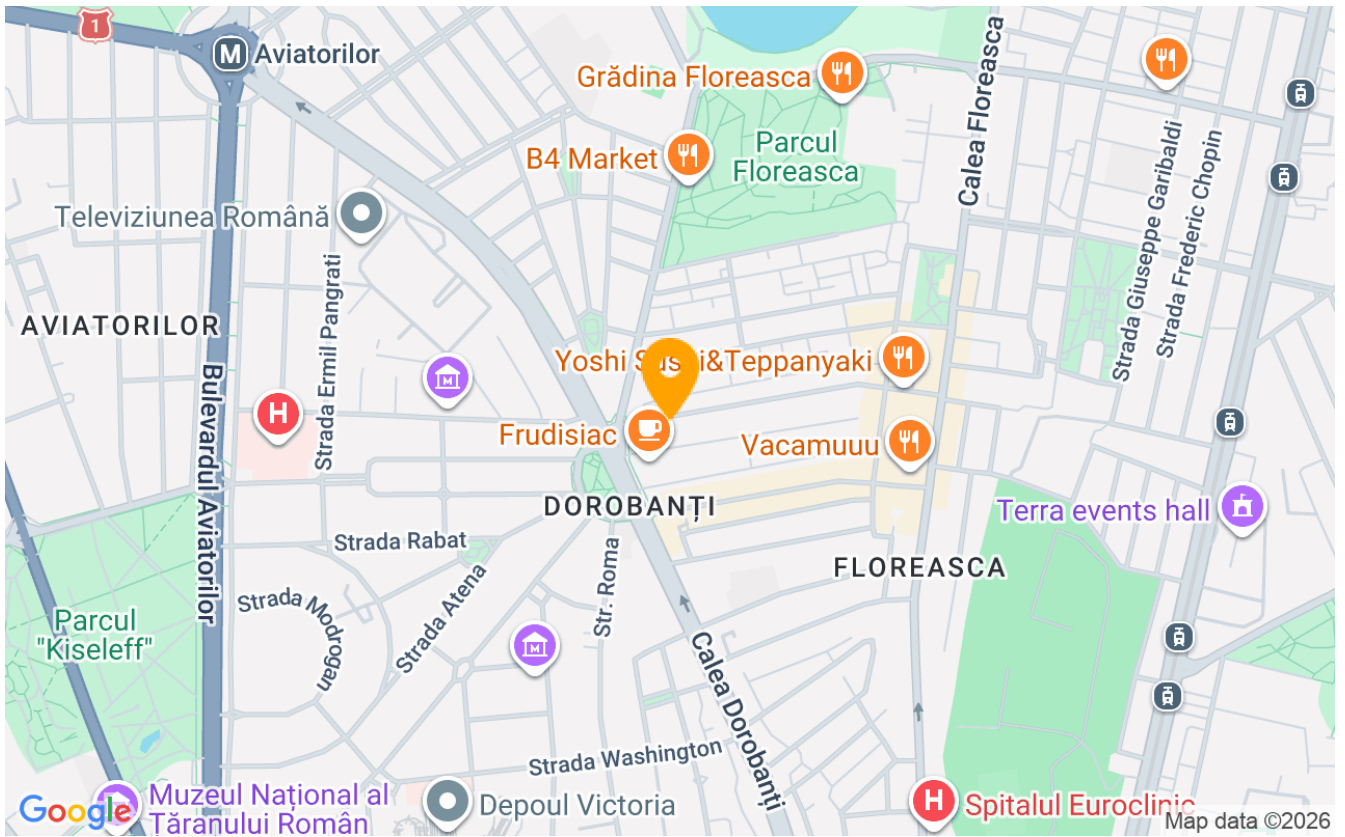 1
M
Aviatorilor
Grădina Floreasca
B4 Market
Parcul
Floreasca
Calea Floreasca
Televiziunea Română
Strada Giuseppe Garibaldi
Strada Frederic Chopin
Strada Ermil Pangrati
AVIATORILOR
Bulevardul Aviatorilor
M
H
Yoshi Sushi&Teppanyaki
Frudisiac
Vacamuuu
DOROBANȚI
Terra events hall
FLOREASCA
Strada Rabat
Strada Atena
Str. Roma
Strada Modrogan
Parcul
"Kiseleff"
M
Calea Dorobanți
Strada Washington
Muzeul Național al
Țăranului Român
Depoul Victoria
H
Spitalul Euroclinic
Google
Map data ©2026